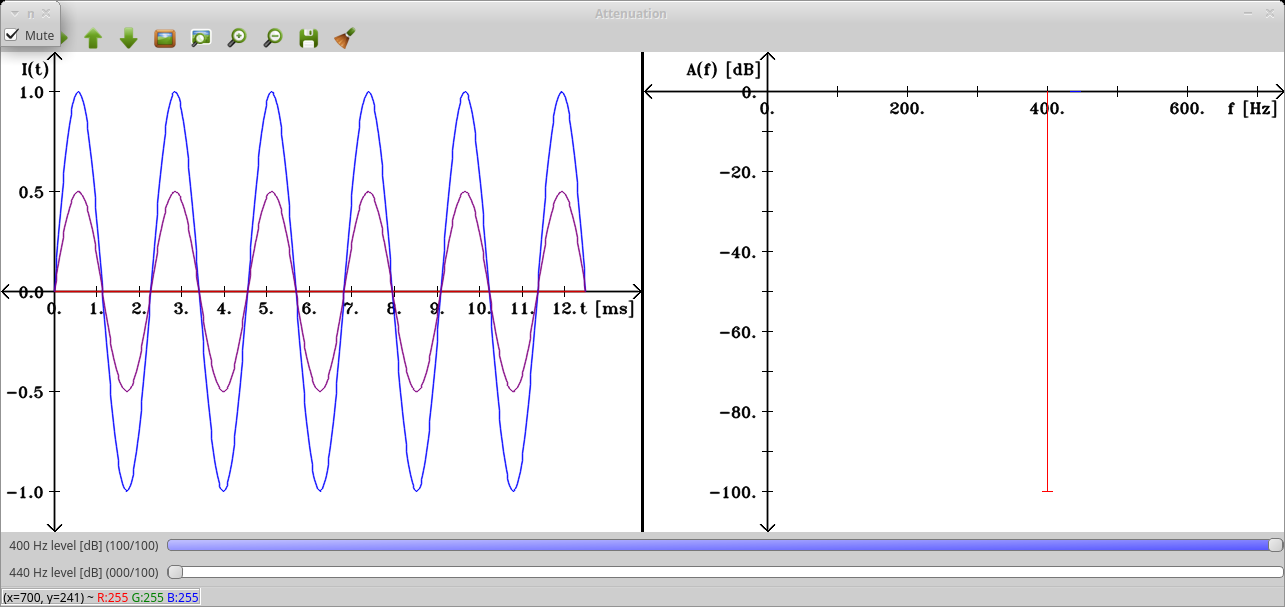 n
Attenuation
Mute
I(t)
1.0
0.5
0.0
-0.5
-1.0
0. 1. 2. 3. 4. 5. 6. 7. 8. 9. 10. 11. 12. t [ms]
A(f) [dB]
0.
0. 200. 400. 600. f [Hz]
-20.
-40.
-60.
-80.
-100.
400 Hz level [dB] (100/100)
440 Hz level [dB] (000/100)
(x=700, y=241) ~ R:255 G:255 B:255